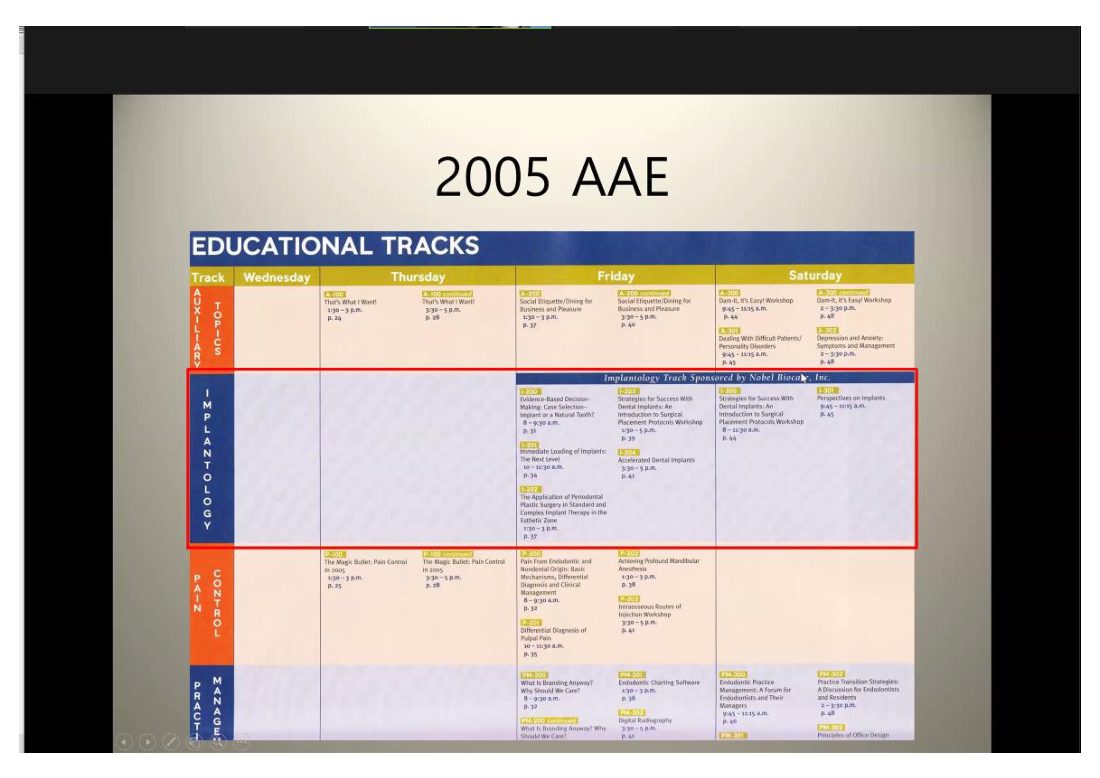 2005 AAE
EDUCATIONAL TRACKS
Track Wednesday Thursday Friday Saturday
AUXILIARY TOPICS
A-100
That's What I Want!
1:30 – 3 p.m.
p. 24
A-100 continued
That's What I Want!
3:30 – 5 p.m.
p. 28
A-200
Social Etiquette/Dining for
Business and Pleasure
1:30 – 3 p.m.
p. 37
A-200 continued
Social Etiquette/Dining for
Business and Pleasure
3:30 – 5 p.m.
p. 40
A-300
Dam-It, It's Easy! Workshop
9:45 – 11:15 a.m.
p. 44
A-301
Dealing With Difficult Patients/
Personality Disorders
9:45 – 11:15 a.m.
p. 45
A-300 continued
Dam-It, It's Easy! Workshop
2 – 3:30 p.m.
p. 48
A-302
Depression and Anxiety:
Symptoms and Management
2 – 3:30 p.m.
p. 48
IMPLANTOLOGY
Implantology Track Sponsored by Nobel Biocare, Inc.
I-200
Evidence-Based Decision-
Making: Case Selection–
Implant or a Natural Tooth?
8 – 9:30 a.m.
p. 31
I-201
Immediate Loading of Implants:
The Next Level
10 – 11:30 a.m.
p. 34
I-202
The Application of Periodontal
Plastic Surgery in Standard and
Complex Implant Therapy in the
Esthetic Zone
1:30 – 3 p.m.
p. 37
I-203
Strategies for Success With
Dental Implants: An
Introduction to Surgical
Placement Protocols Workshop
1:30 – 5 p.m.
p. 39
I-204
Accelerated Dental Implants
3:30 – 5 p.m.
p. 41
I-300
Strategies for Success With
Dental Implants: An
Introduction to Surgical
Placement Protocols Workshop
8 – 11:30 a.m.
p. 44
I-301
Perspectives on Implants
9:45 – 11:15 a.m.
p. 45
PAIN CONTROL
P-100
The Magic Bullet: Pain Control
in 2005
1:30 – 3 p.m.
p. 25
P-100 continued
The Magic Bullet: Pain Control
in 2005
3:30 – 5 p.m.
p. 28
P-200
Pain From Endodontic and
Nondental Origin: Basic
Mechanisms, Differential
Diagnosis and Clinical
Management
8 – 9:30 a.m.
p. 32
P-201
Differential Diagnosis of
Pulpal Pain
10 – 11:30 a.m.
p. 35
P-202
Achieving Profound Mandibular
Anesthesia
1:30 – 3 p.m.
p. 38
P-203
Intraosseous Routes of
Injection Workshop
3:30 – 5 p.m.
p. 41
PRACTI MANAGEM
PM-200
What Is Branding Anyway?
Why Should We Care?
8 – 9:30 a.m.
p. 32
PM-200 continued
What Is Branding Anyway? Why
Should We Care?
PM-201
Endodontic Charting Software
1:30 – 3 p.m.
p. 38
PM-202
Digital Radiography
3:30 – 5 p.m.
p. 41
PM-300
Endodontic Practice
Management: A Forum for
Endodontists and Their
Managers
9:45 – 11:15 a.m.
p. 46
PM-301
PM-302
Practice Transition Strategies:
A Discussion for Endodontists
and Residents
2 – 3:30 p.m.
p. 48
PM-303
Principles of Office Design